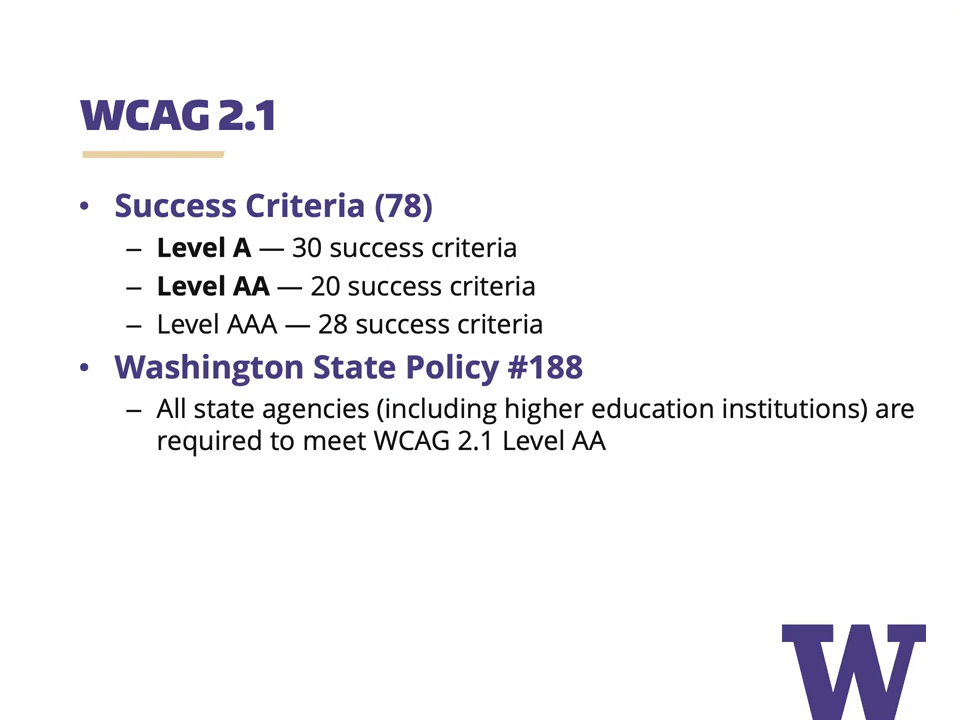 WCAG 2.1
• Success Criteria (78)
– Level A — 30 success criteria
– Level AA — 20 success criteria
– Level AAA — 28 success criteria
• Washington State Policy #188
– All state agencies (including higher education institutions) are
required to meet WCAG 2.1 Level AA
W